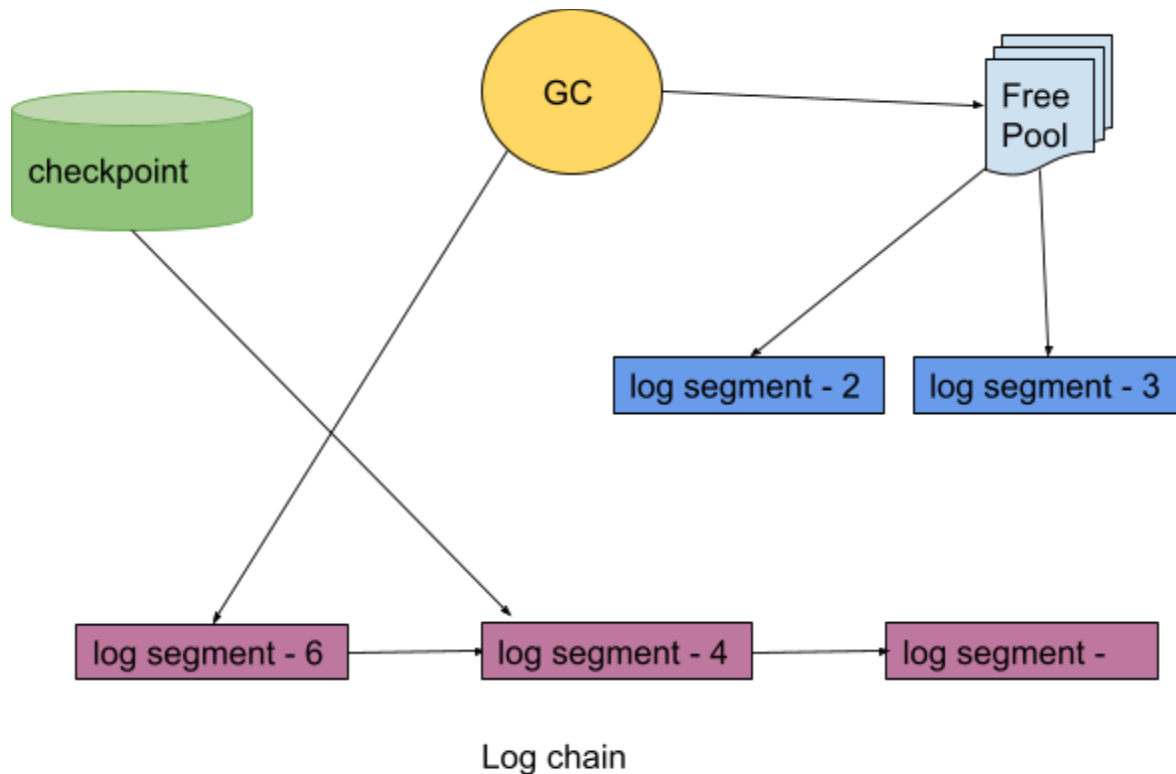 GC
Free
Pool
checkpoint
log segment - 2
log segment - 3
log segment - 6
log segment - 4
log segment -
Log chain